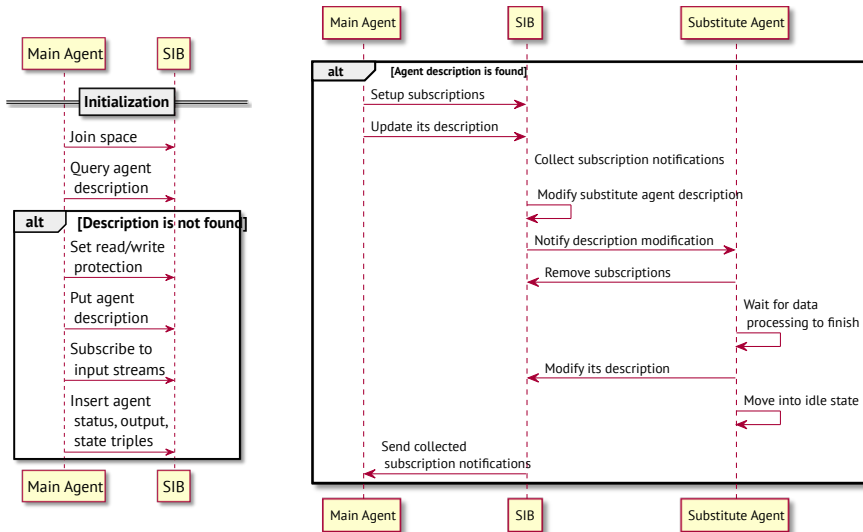 Main Agent
SIB
Initialization
Join space
Query agent
description
alt
[Description is not found]
Set read/write
protection
Put agent
description
Subscribe to
input streams
Insert agent
status, output,
state triples
Main Agent
SIB
Main Agent
SIB
Substitute Agent
alt
[Agent description is found]
Setup subscriptions
Update its description
Collect subscription notifications
Modify substitute agent description
Notify description modification
Remove subscriptions
Wait for data
processing to finish
Modify its description
Move into idle state
Send collected
subscription notifications
Main Agent
SIB
Substitute Agent